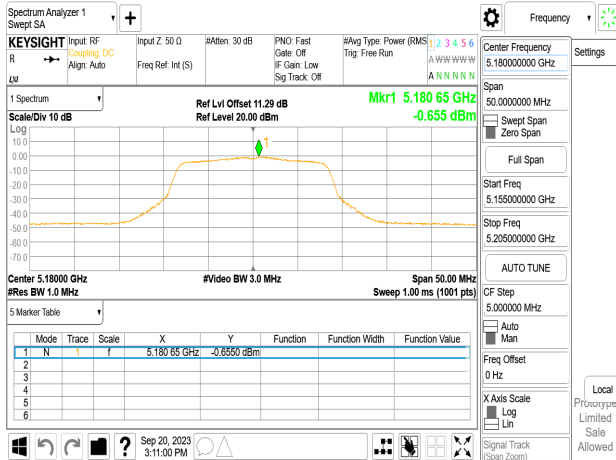 Spectrum Analyzer 1
Swept SA
Frequency
KEYSIGHT
R
Input: RF
Coupling: DC
Align: Auto
Input Z: 50 Ω
Freq Ref: Int (S)
#Atten: 30 dB
PNO: Fast
Gate: Off
IF Gain: Low
Sig Track: Off
#Avg Type: Power (RMS
Trig: Free Run
1 2 3 4 5 6
A W W W W W
A N N N N N
Center Frequency
5.180000000 GHz
Settings
Span
50.0000000 MHz
Swept Span
Zero Span
Full Span
Start Freq
5.155000000 GHz
Stop Freq
5.205000000 GHz
AUTO TUNE
CF Step
5.000000 MHz
Auto
Man
Freq Offset
0 Hz
X Axis Scale
Log
Lin
Signal Track
(Span Zoom)
Local
Prototype
Limited
Sale
Allowed
1 Spectrum
Scale/Div 10 dB
Ref Lvl Offset 11.29 dB
Ref Level 20.00 dBm
Mkr1 5.180 65 GHz
-0.655 dBm
Log
10.0
0.00
-10.0
-20.0
-30.0
-40.0
-50.0
-60.0
-70.0
1
Center 5.18000 GHz
#Res BW 1.0 MHz
#Video BW 3.0 MHz
Span 50.00 MHz
Sweep 1.00 ms (1001 pts)
5 Marker Table
Mode Trace Scale X Y Function Function Width Function Value
1 N 1 f 5.180 65 GHz -0.6550 dBm
2
3
4
5
6
Sep 20, 2023
3:11:00 PM